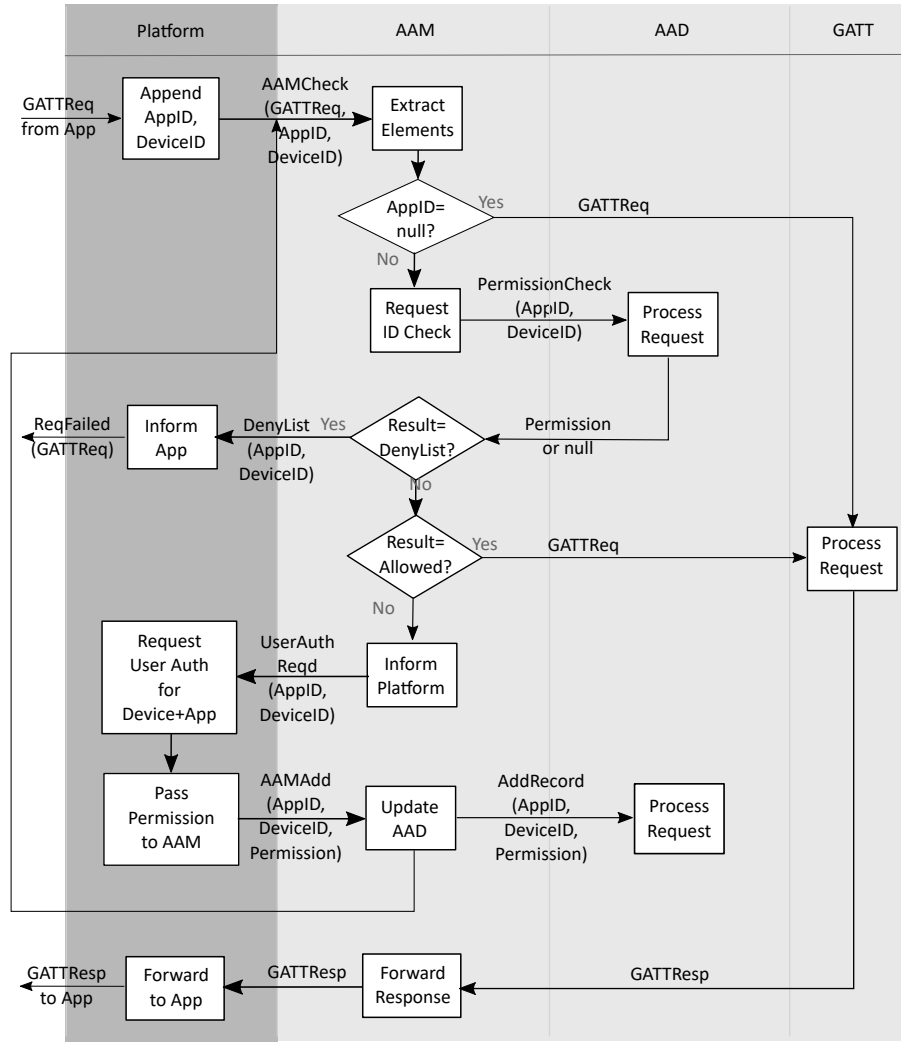 Platform
AAM
AAD
GATT
GATTReq
from App
Append
AppID,
DeviceID
AAMCheck
(GATTReq,
AppID,
DeviceID)
Extract
Elements
AppID=
null?
Yes
GATTReq
No
Request
ID Check
PermissionCheck
(AppID,
DeviceID)
Process
Request
ReqFailed
(GATTReq)
Inform
App
DenyList
(AppID,
DeviceID)
Yes
Result=
DenyList?
Permission
or null
No
Result=
Allowed?
Yes
GATTReq
Process
Request
No
Request
User Auth
for
Device+App
UserAuth
Reqd
(AppID,
DeviceID)
Inform
Platform
Pass
Permission
to AAM
AAMAdd
(AppID,
DeviceID,
Permission)
Update
AAD
AddRecord
(AppID,
DeviceID,
Permission)
Process
Request
GATTResp
to App
Forward
to App
GATTResp
Forward
Response
GATTResp